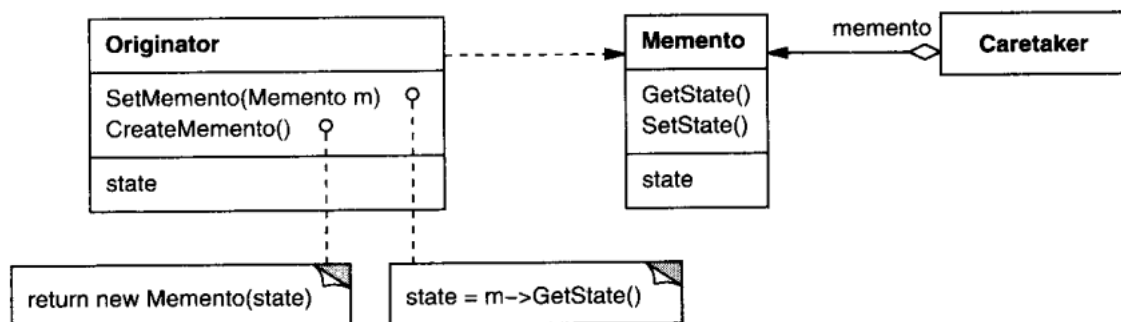 Originator
SetMemento(Memento m)
CreateMemento()
state
Memento
GetState()
SetState()
state
memento
Caretaker
return new Memento(state)
state = m->GetState()